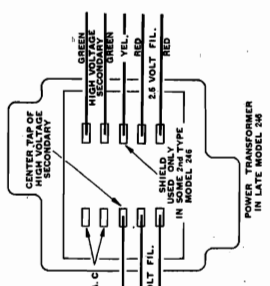 GREEN
HIGH VOLTAGE
SECONDARY
GREEN
YEL.
RED
2.5 VOLT FIL.
RED
CENTER TAP OF
HIGH VOLTAGE
SECONDARY
SHIELD
USED ONLY
IN SOME 2nd TYPE
MODEL 246
POWER TRANSFORMER
IN LATE MODEL 246
FIL.